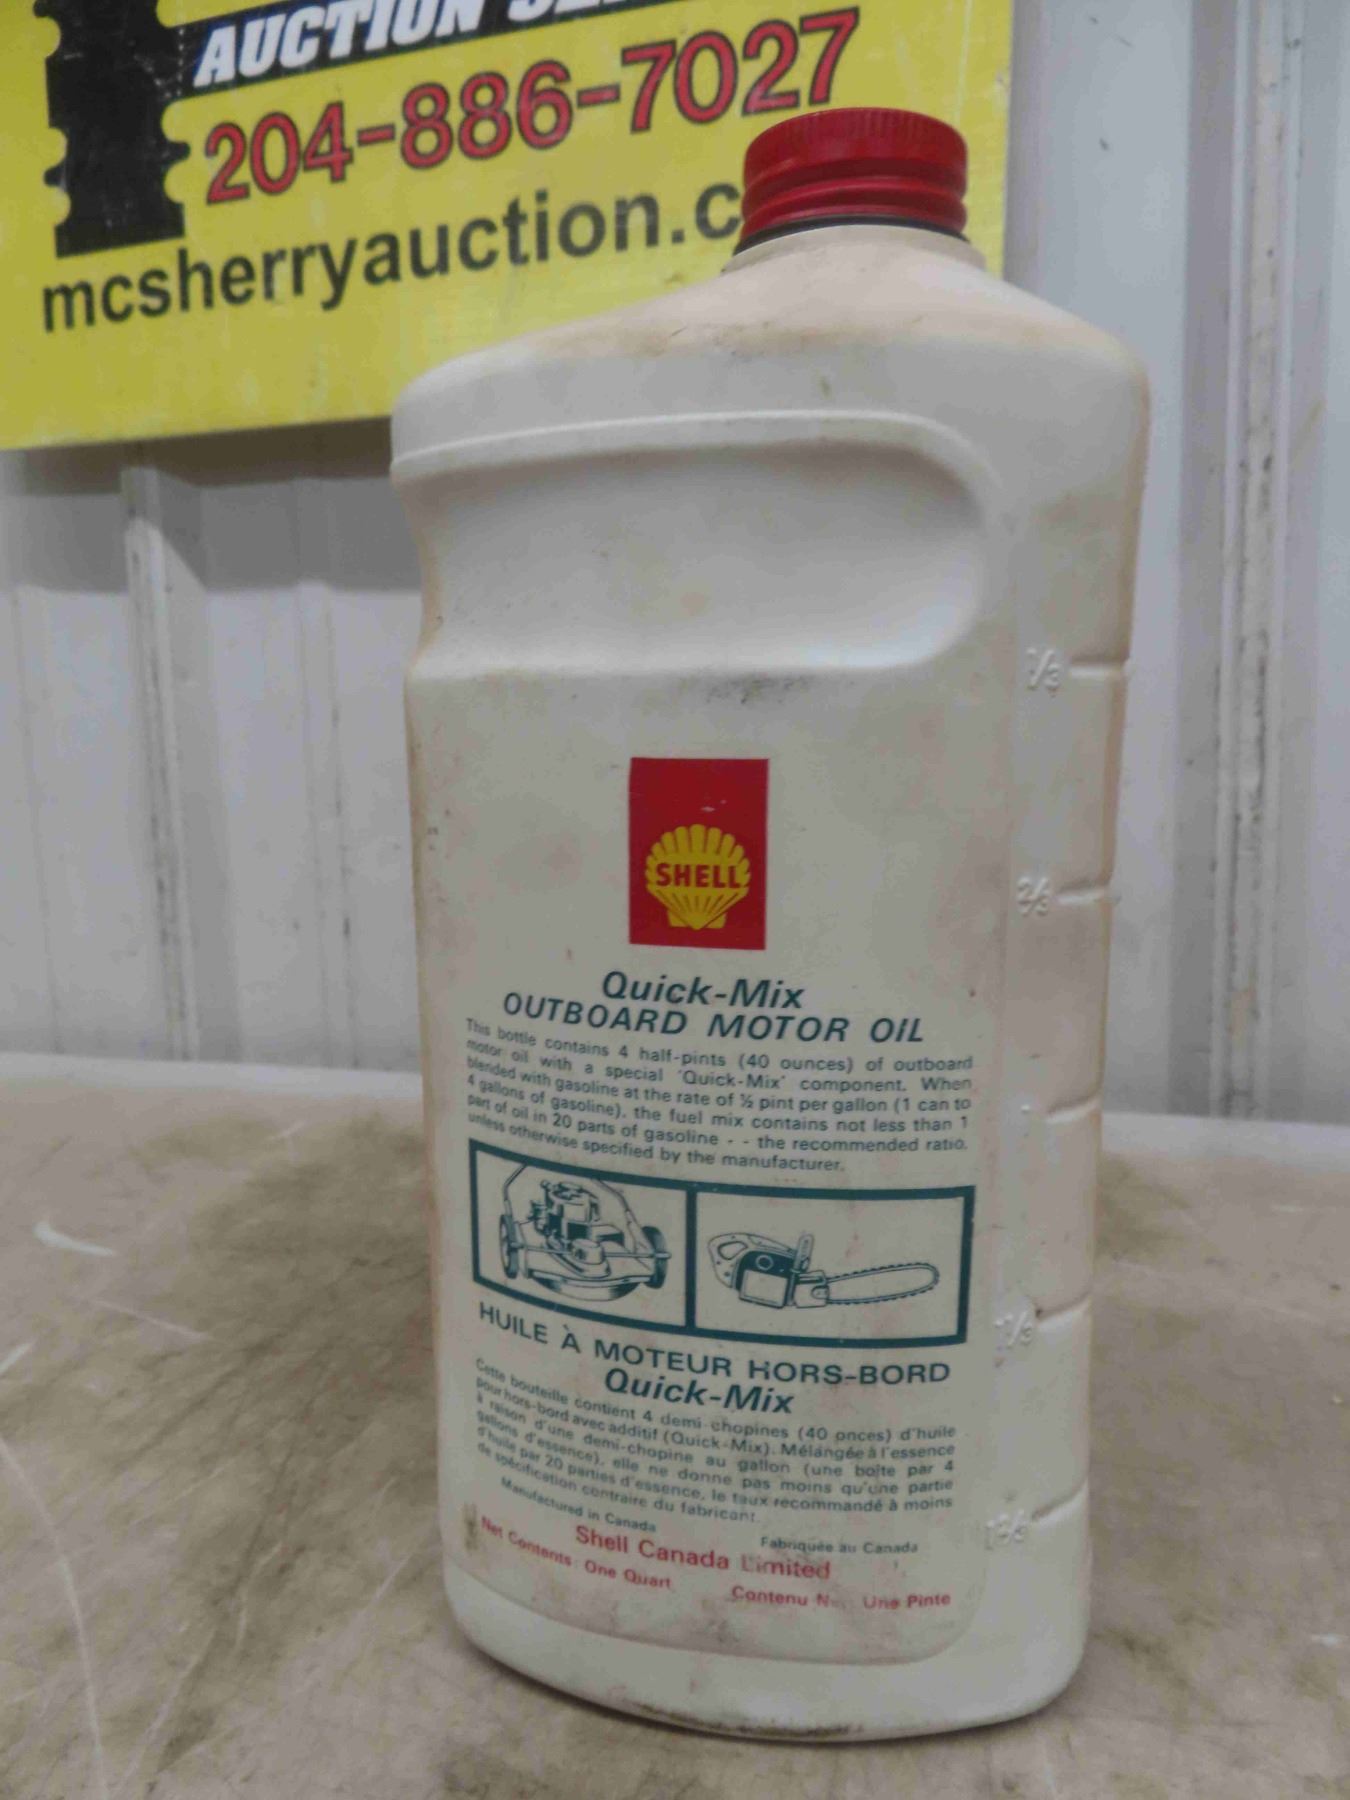 AUCTION
204-886-7027
mcsherryauction.c
1/3
2/3
SHELL
Quick-Mix
OUTBOARD MOTOR OIL
This bottle contains 4 half-pints (40 ounces) of outboard
motor oil with a special 'Quick-Mix' component. When
blended with gasoline at the rate of ½ pint per gallon (1 can to
4 gallons of gasoline), the fuel mix contains not less than 1
part of oil in 20 parts of gasoline - - the recommended ratio,
unless otherwise specified by the manufacturer.
1
HUILE À MOTEUR HORS-BORD
Quick-Mix
Cette bouteille contient 4 demi-chopines (40 onces) d'huile
pour hors-bord avec additif (Quick-Mix). Mélangée à l'essence
à raison d'une demi-chopine au gallon (une boîte par 4
gallons d'essence), elle ne donne pas moins qu'une partie
d'huile par 20 parties d'essence, le taux recommandé à moins
de spécification contraire du fabricant.
Manufactured in Canada
Fabriquée au Canada
Shell Canada Limited
Net Contents: One Quart
Contenu N... Une Pinte